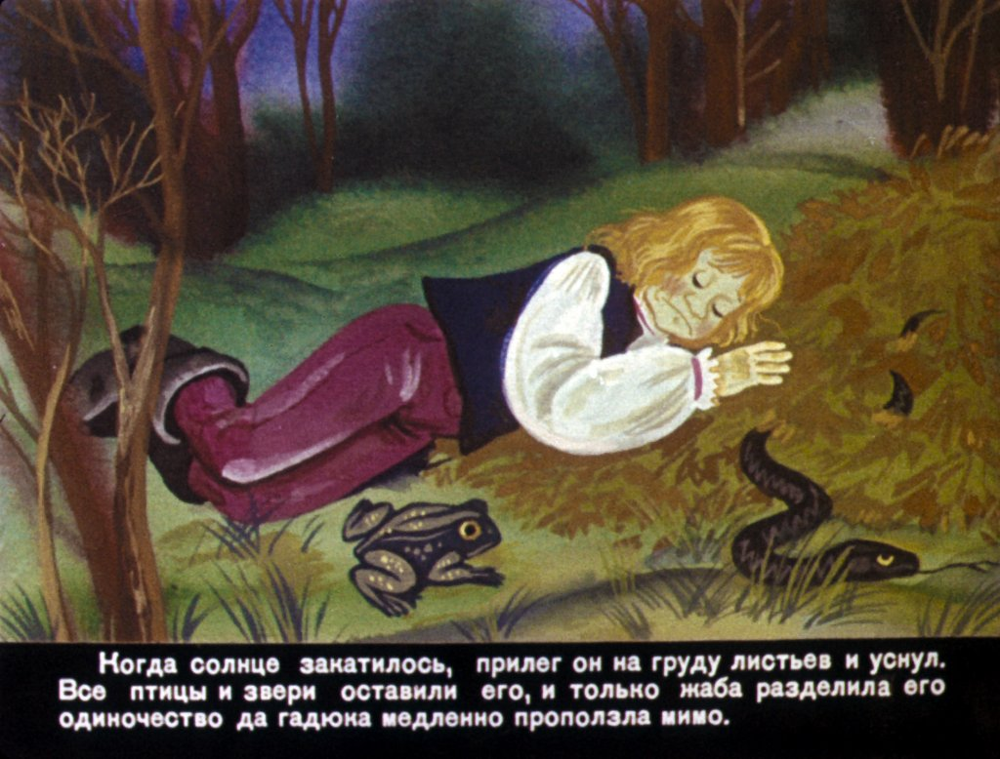 Когда солнце закатилось, прилег он на груду листьев и уснул.
Все птицы и звери оставили его, и только жаба разделила его
одиночество да гадюка медленно проползла мимо.